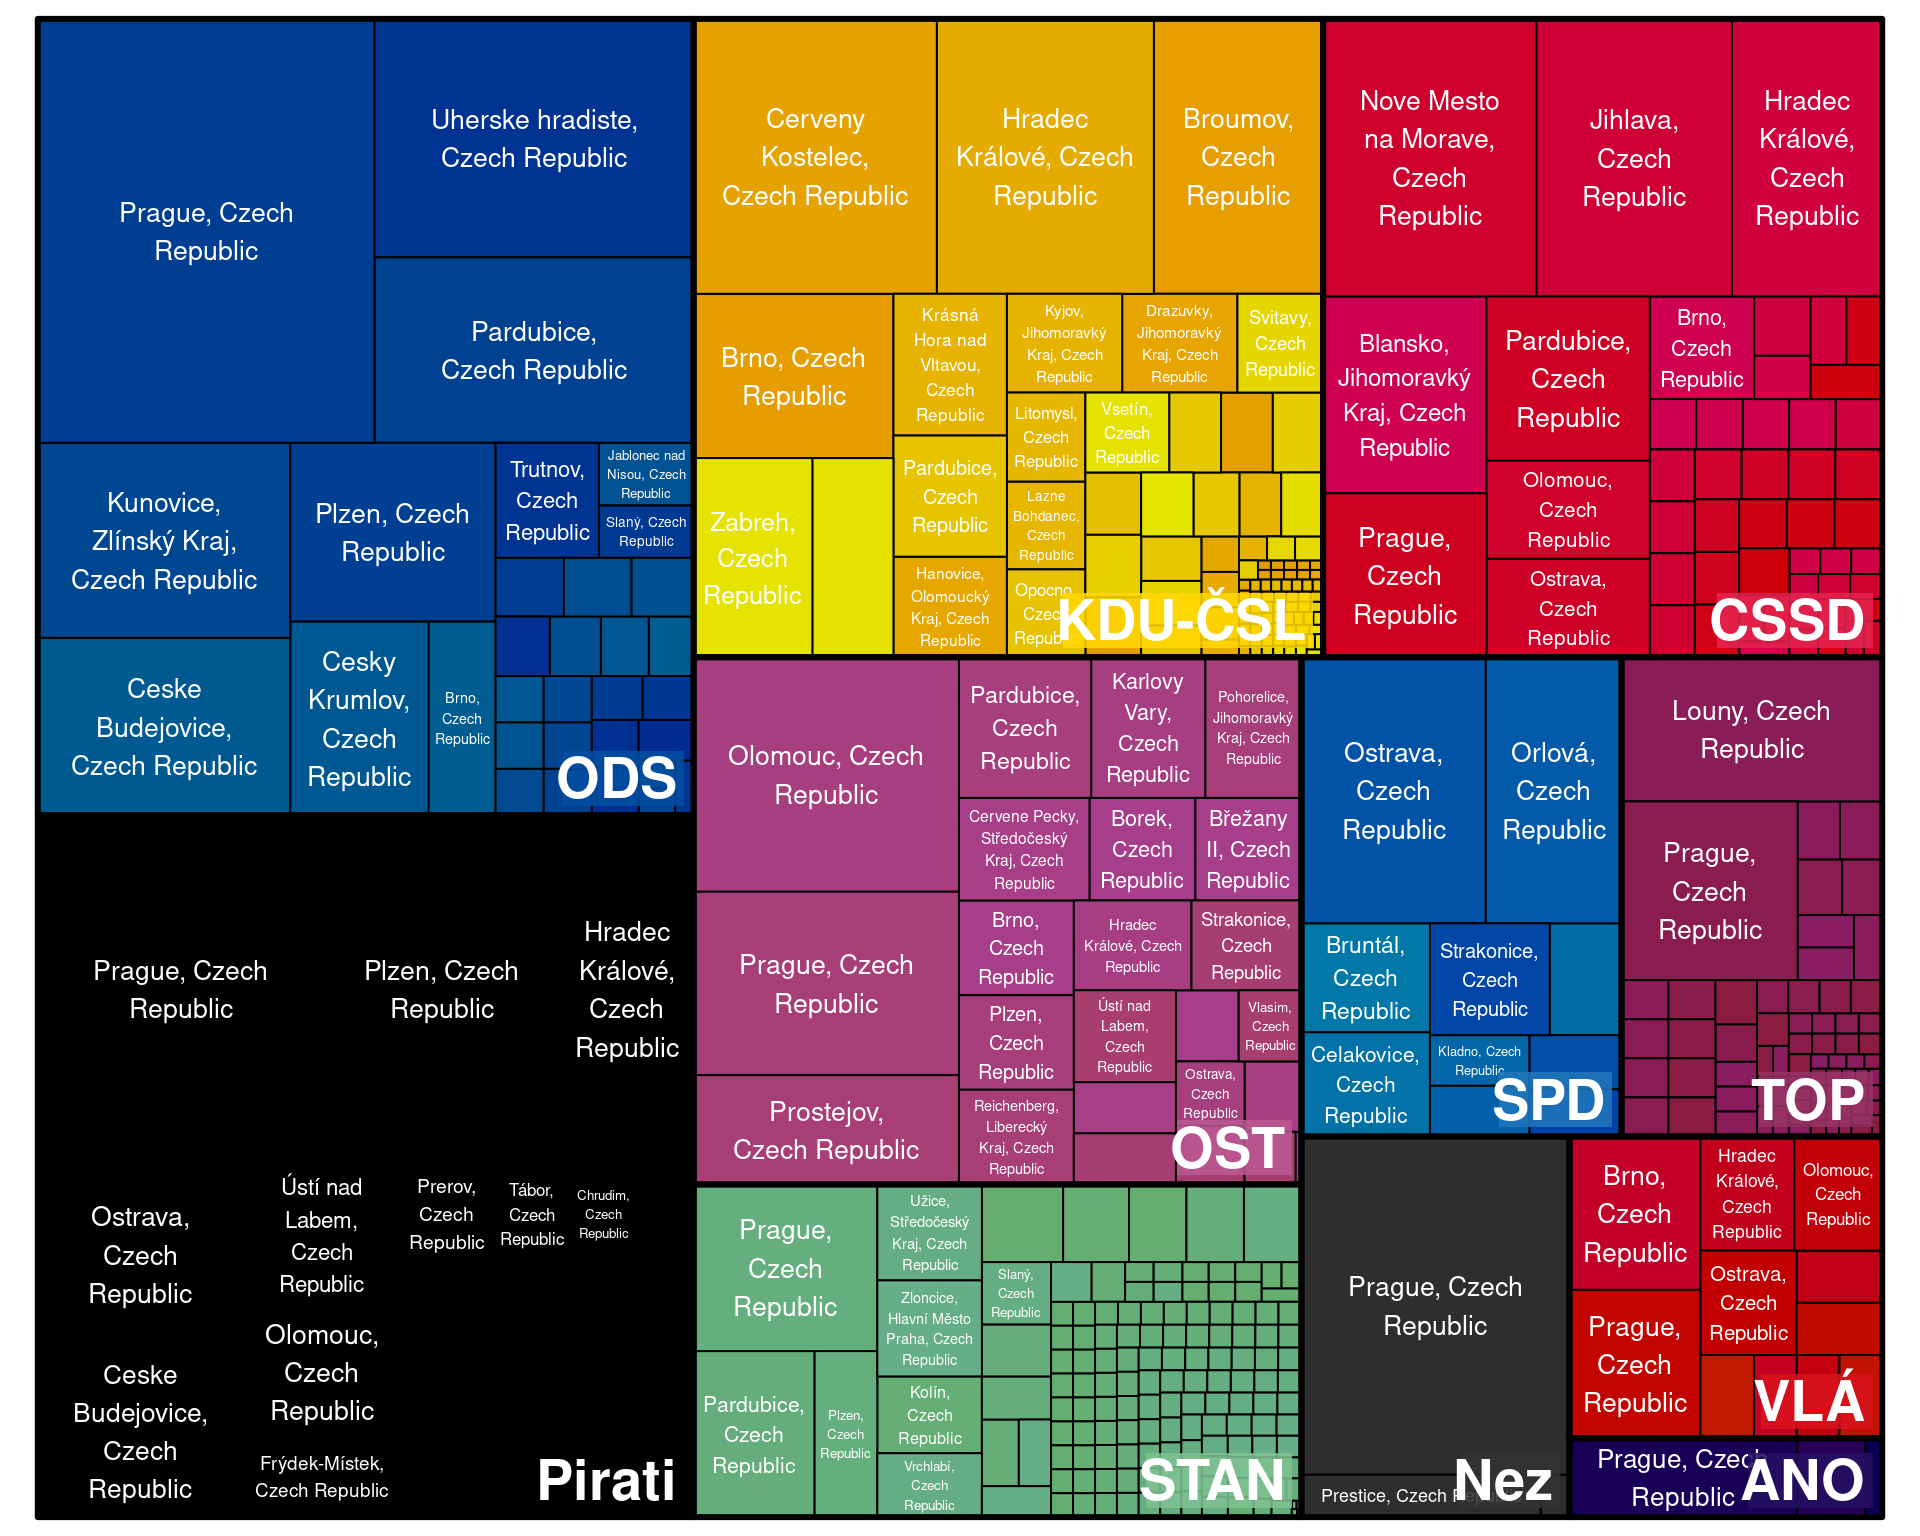 Prague, Czech
Republic
Uherske hradiste,
Czech Republic
Pardubice,
Czech Republic
Kunovice,
Zlínský Kraj,
Czech Republic
Ceske
Budejovice,
Czech Republic
Plzen, Czech
Republic
Cesky
Krumlov,
Czech
Republic
Brno,
Czech
Republic
Trutnov,
Czech
Republic
Jablonec nad
Nisou, Czech
Republic
Slaný, Czech
Republic
ODS
Cerveny
Kostelec,
Czech Republic
Hradec
Králové, Czech
Republic
Broumov,
Czech
Republic
Brno, Czech
Republic
Zabreh,
Czech
Republic
Krásná
Hora nad
Vltavou,
Czech
Republic
Pardubice,
Czech
Republic
Hanovice,
Olomoucký
Kraj, Czech
Republic
Kyjov,
Jihomoravký
Kraj, Czech
Republic
Drazuvky,
Jihomoravký
Kraj, Czech
Republic
Svitavy,
Czech
Republic
Litomysl,
Czech
Republic
Vsetín,
Czech
Republic
Lazne
Bohdanec,
Czech
Republic
Opocno,
Czech
Republic
KDU-ČSL
Nove Mesto
na Morave,
Czech
Republic
Jihlava,
Czech
Republic
Hradec
Králové,
Czech
Republic
Blansko,
Jihomoravký
Kraj, Czech
Republic
Prague,
Czech
Republic
Pardubice,
Czech
Republic
Olomouc,
Czech
Republic
Ostrava,
Czech
Republic
Brno,
Czech
Republic
CSSD
Prague, Czech
Republic
Plzen, Czech
Republic
Hradec
Králové,
Czech
Republic
Ostrava,
Czech
Republic
Ceske
Budejovice,
Czech
Republic
Ústí nad
Labem,
Czech
Republic
Olomouc,
Czech
Republic
Frýdek-Místek,
Czech Republic
Prerov,
Czech
Republic
Tábor,
Czech
Republic
Chrudim,
Czech
Republic
Pirati
Olomouc, Czech
Republic
Prague, Czech
Republic
Prostejov,
Czech Republic
Pardubice,
Czech
Republic
Karlovy
Vary,
Czech
Republic
Pohorelice,
Jihomoravký
Kraj, Czech
Republic
Cervene Pecky,
Středočeský
Kraj, Czech
Republic
Borek,
Czech
Republic
Břežany
II, Czech
Republic
Brno,
Czech
Republic
Hradec
Králové, Czech
Republic
Strakonice,
Czech
Republic
Plzen,
Czech
Republic
Ústí nad
Labem,
Czech
Republic
Vlasim,
Czech
Republic
Reichenberg,
Liberecký
Kraj, Czech
Republic
Ostrava,
Czech
Republic
OST
Prague,
Czech
Republic
Pardubice,
Czech
Republic
Plzen,
Czech
Republic
Užice,
Středočeský
Kraj, Czech
Republic
Zloncice,
Hlavní Město
Praha, Czech
Republic
Kolín,
Czech
Republic
Vrchlabí,
Czech
Republic
Slaný,
Czech
Republic
STAN
Ostrava,
Czech
Republic
Orlová,
Czech
Republic
Bruntál,
Czech
Republic
Celakovice,
Czech
Republic
Strakonice,
Czech
Republic
Kladno, Czech
Republic
SPD
Louny, Czech
Republic
Prague,
Czech
Republic
TOP
Prague, Czech
Republic
Prestice, Czech Republic
Nez
Brno,
Czech
Republic
Prague,
Czech
Republic
Hradec
Králové,
Czech
Republic
Olomouc,
Czech
Republic
Ostrava,
Czech
Republic
VLÁ
Prague, Czech
Republic
ANO